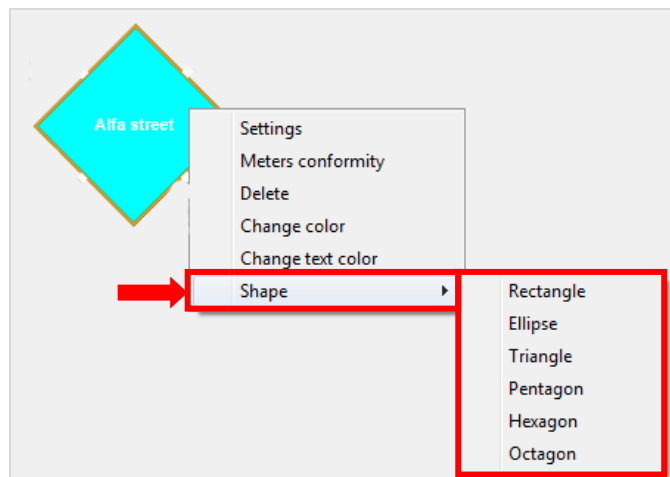 Alfa street
Settings
Meters conformity
Delete
Change color
Change text color
Shape
Rectangle
Ellipse
Triangle
Pentagon
Hexagon
Octagon